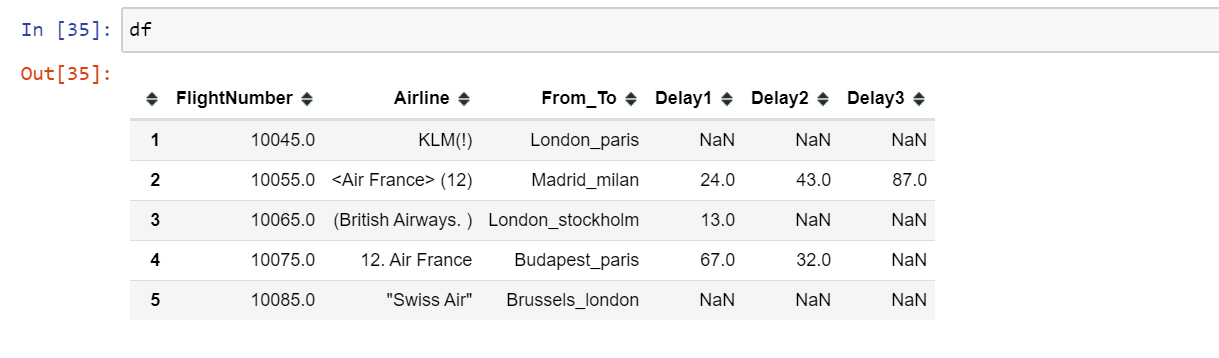 In [35]: df
Out[35]:
FlightNumber Airline From_To Delay1 Delay2 Delay3
1 10045.0 KLM(!) London_paris NaN NaN NaN
2 10055.0 <Air France> (12) Madrid_milan 24.0 43.0 87.0
3 10065.0 (British Airways. ) London_stockholm 13.0 NaN NaN
4 10075.0 12. Air France Budapest_paris 67.0 32.0 NaN
5 10085.0 "Swiss Air" Brussels_london NaN NaN NaN